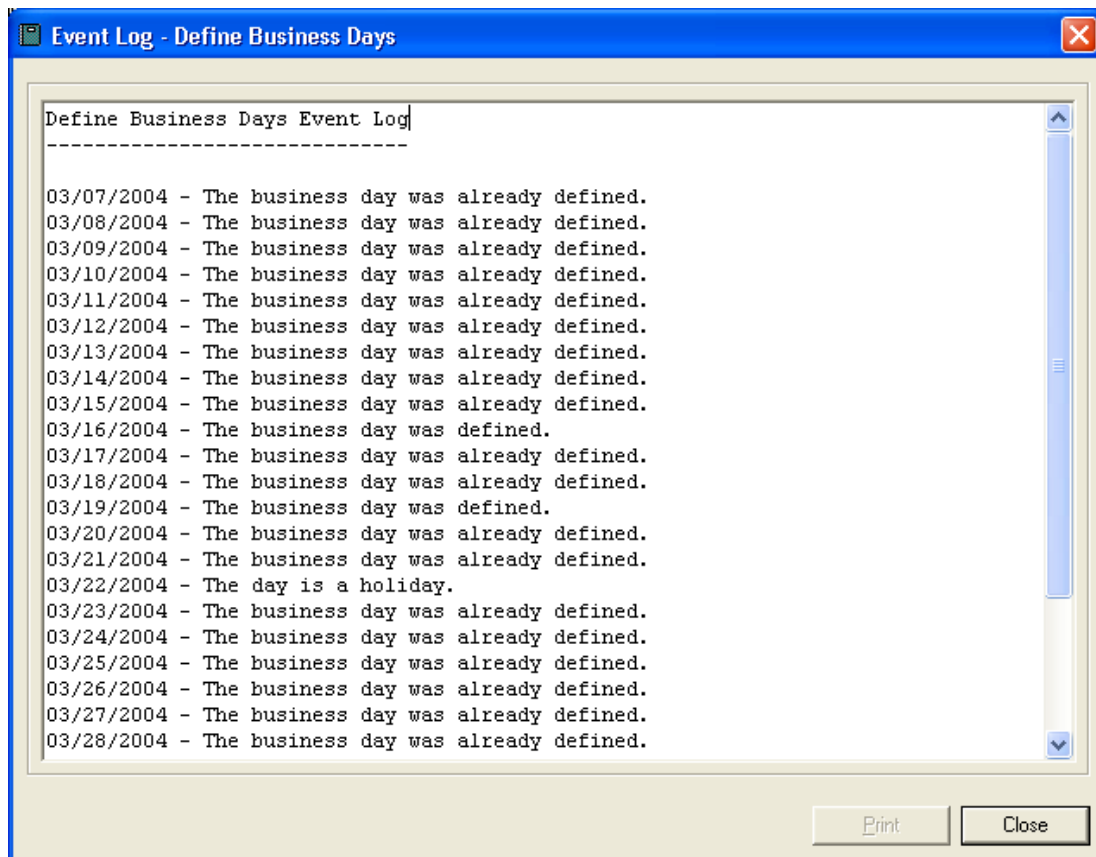 Event Log - Define Business Days
Define Business Days Event Log
------------------------------
03/07/2004 - The business day was already defined.
03/08/2004 - The business day was already defined.
03/09/2004 - The business day was already defined.
03/10/2004 - The business day was already defined.
03/11/2004 - The business day was already defined.
03/12/2004 - The business day was already defined.
03/13/2004 - The business day was already defined.
03/14/2004 - The business day was already defined.
03/15/2004 - The business day was already defined.
03/16/2004 - The business day was defined.
03/17/2004 - The business day was already defined.
03/18/2004 - The business day was already defined.
03/19/2004 - The business day was defined.
03/20/2004 - The business day was already defined.
03/21/2004 - The business day was already defined.
03/22/2004 - The day is a holiday.
03/23/2004 - The business day was already defined.
03/24/2004 - The business day was already defined.
03/25/2004 - The business day was already defined.
03/26/2004 - The business day was already defined.
03/27/2004 - The business day was already defined.
03/28/2004 - The business day was already defined.
Print Close